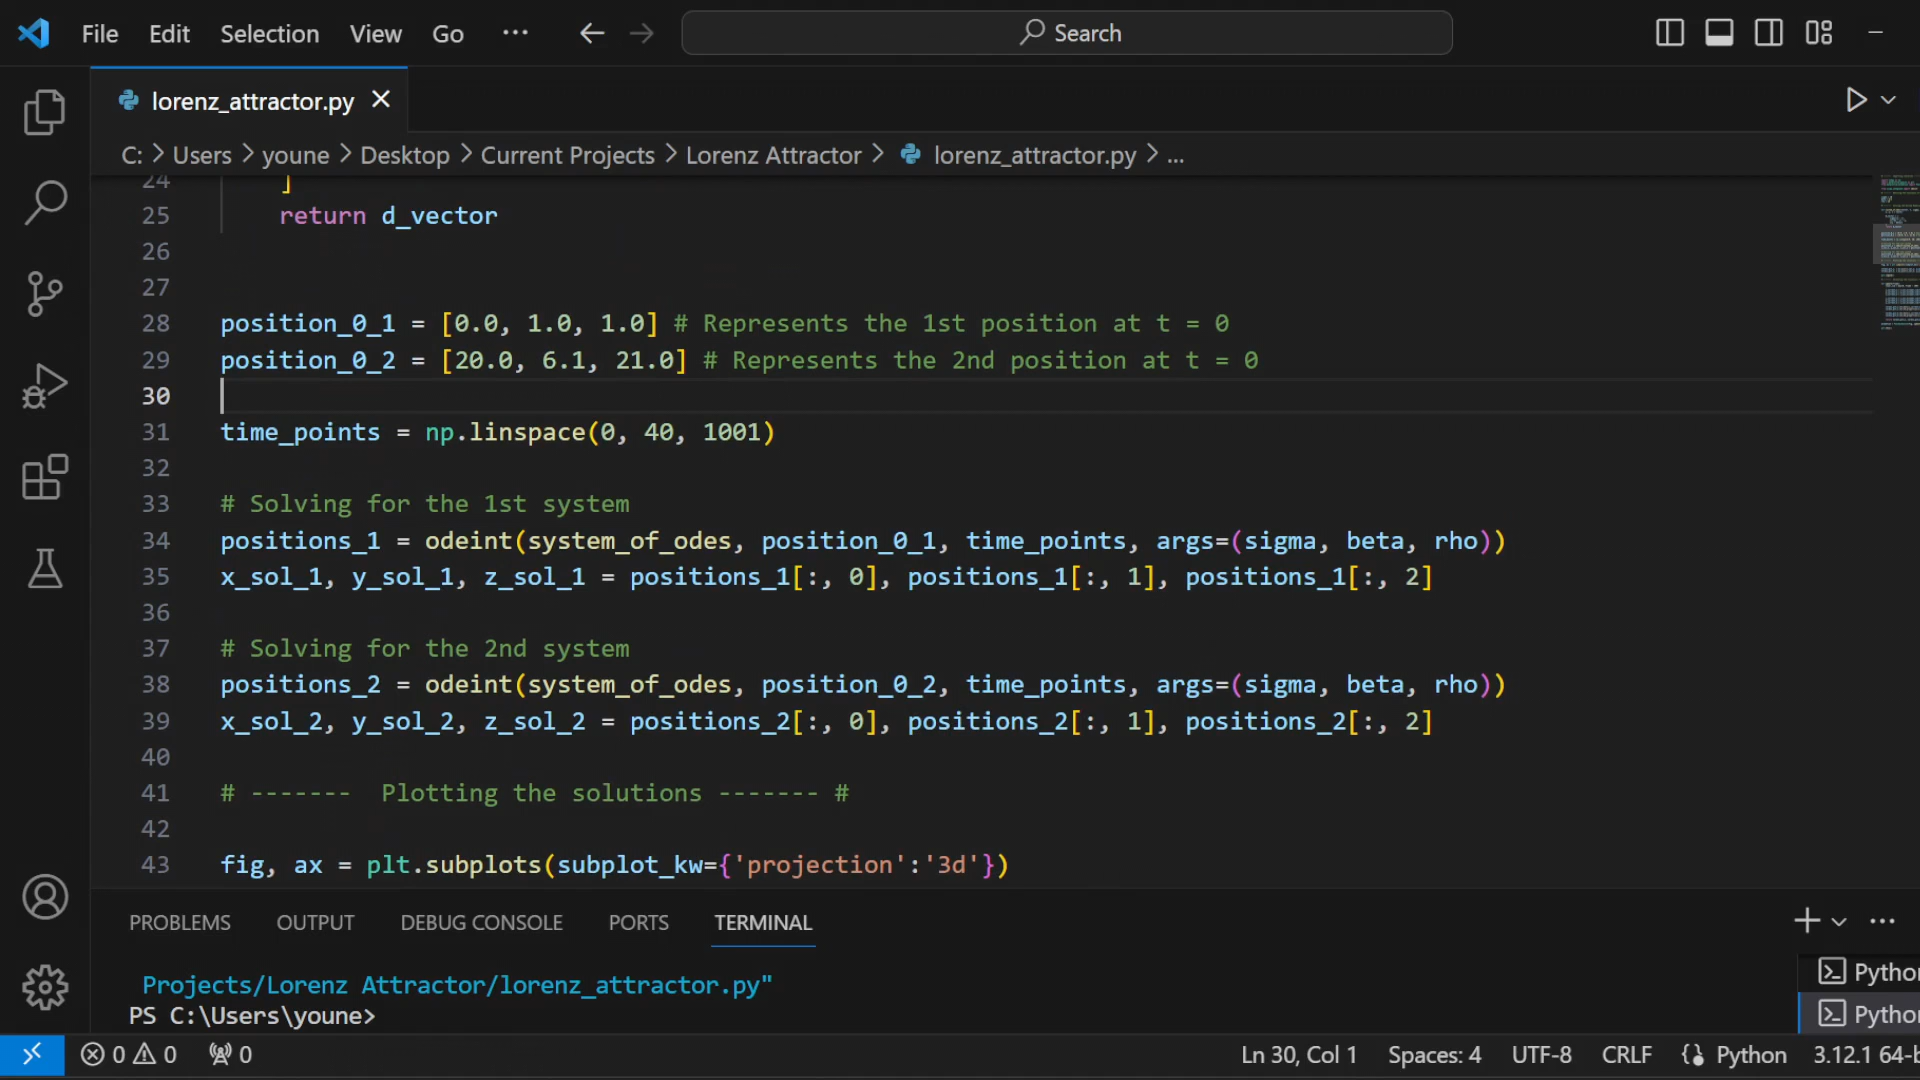 File Edit Selection View Go ··· Search
lorenz_attractor.py
C: > Users > youne > Desktop > Current Projects > Lorenz Attractor > lorenz_attractor.py > ...
24 ]
25 return d_vector
26
27
28 position_0_1 = [0.0, 1.0, 1.0] # Represents the 1st position at t = 0
29 position_0_2 = [20.0, 6.1, 21.0] # Represents the 2nd position at t = 0
30
31 time_points = np.linspace(0, 40, 1001)
32
33 # Solving for the 1st system
34 positions_1 = odeint(system_of_odes, position_0_1, time_points, args=(sigma, beta, rho))
35 x_sol_1, y_sol_1, z_sol_1 = positions_1[:, 0], positions_1[:, 1], positions_1[:, 2]
36
37 # Solving for the 2nd system
38 positions_2 = odeint(system_of_odes, position_0_2, time_points, args=(sigma, beta, rho))
39 x_sol_2, y_sol_2, z_sol_2 = positions_2[:, 0], positions_2[:, 1], positions_2[:, 2]
40
41 # ------- Plotting the solutions ------- #
42
43 fig, ax = plt.subplots(subplot_kw={'projection':'3d'})
PROBLEMS OUTPUT DEBUG CONSOLE PORTS TERMINAL
Projects/Lorenz Attractor/lorenz_attractor.py"
PS C:\Users\youne>
Pytho
Pytho
0 0 0 Ln 30, Col 1 Spaces: 4 UTF-8 CRLF Python 3.12.1 64-b